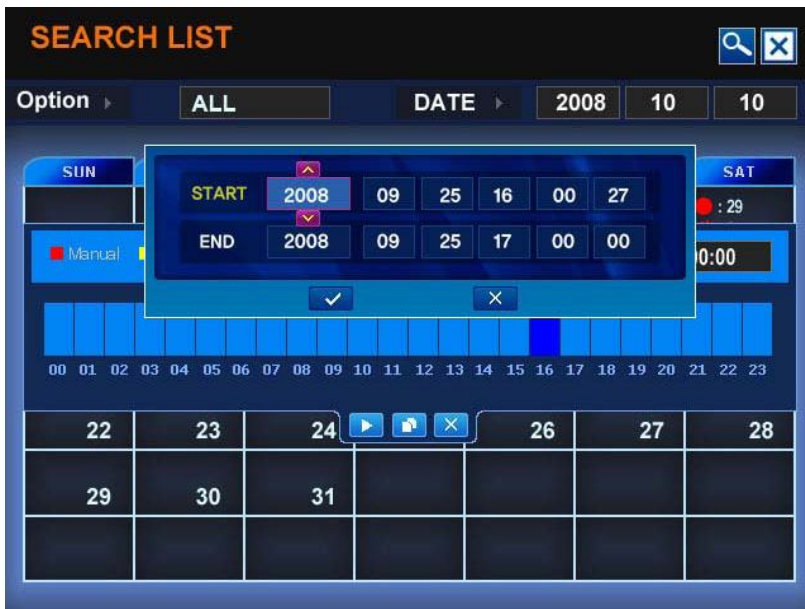 SEARCH LIST
Option ALL DATE 2008 10 10
SUN SAT
START 2008 09 25 16 00 27
: 29
END 2008 09 25 17 00 00
Manual 00:00
00 01 02 03 04 05 06 07 08 09 10 11 12 13 14 15 16 17 18 19 20 21 22 23
22 23 24 26 27 28
29 30 31